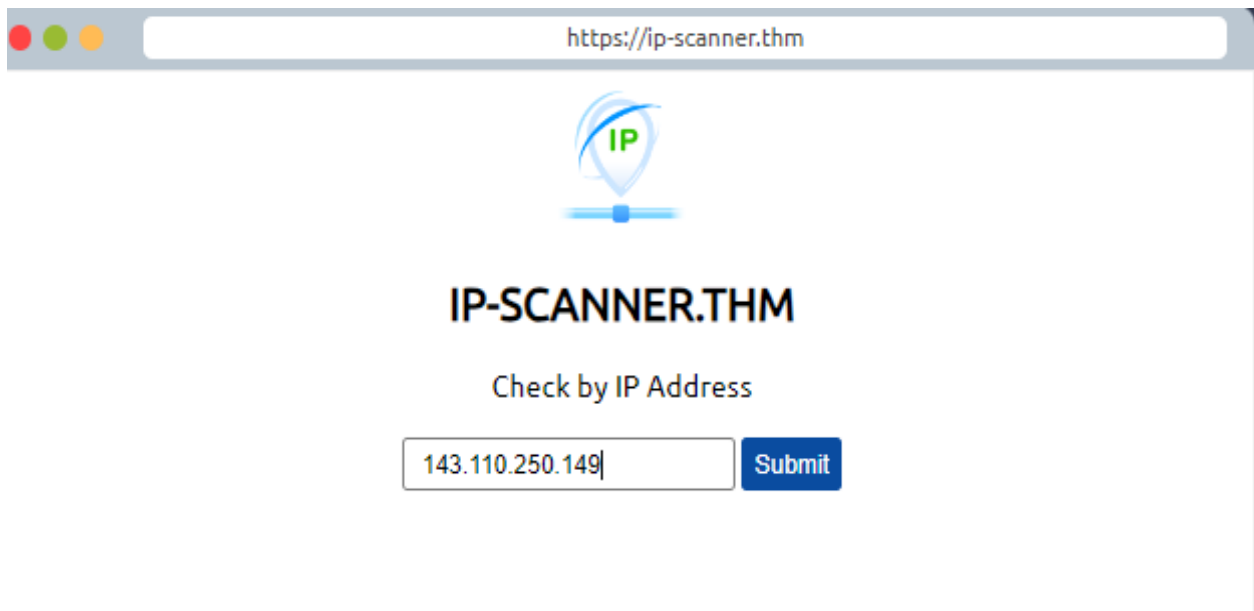 https://ip-scanner.thm
IP
IP-SCANNER.THM
Check by IP Address
143.110.250.149 Submit